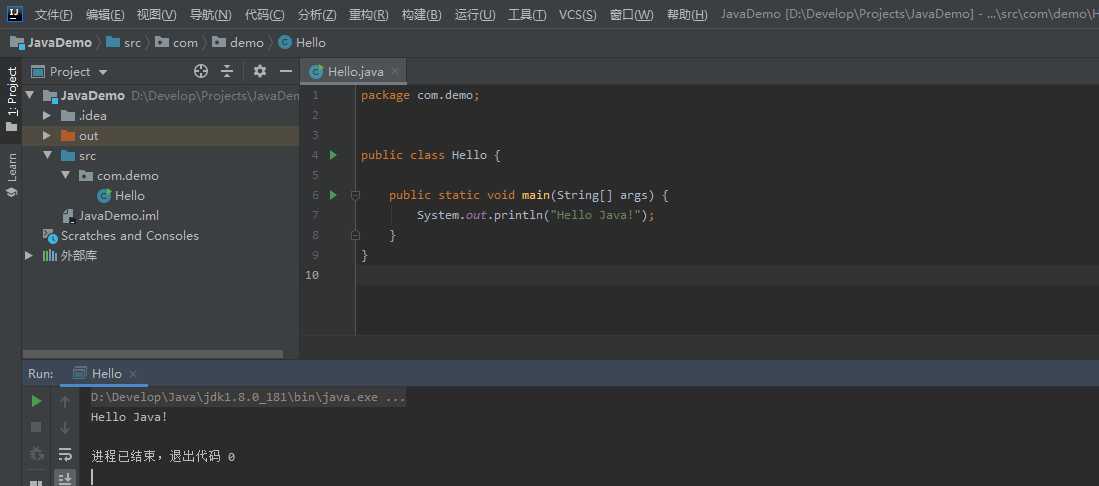 文件(F) 编辑(E) 视图(V) 导航(N) 代码(C) 分析(Z) 重构(R) 构建(B) 运行(U) 工具(T) VCS(S) 窗口(W) 帮助(H) JavaDemo [D:\Develop\Projects\JavaDemo] - ...\src\com\demo\H
JavaDemo src com demo Hello
1: Project
Learn
Project
JavaDemo D:\Develop\Projects\JavaDen
.idea
out
src
com.demo
Hello
JavaDemo.iml
Scratches and Consoles
外部库
Hello.java
1 package com.demo;
2
3
4 public class Hello {
5
6 public static void main(String[] args) {
7 System.out.println("Hello Java!");
8 }
9 }
10
Run: Hello
D:\Develop\Java\jdk1.8.0_181\bin\java.exe ...
Hello Java!
进程已结束，退出代码 0